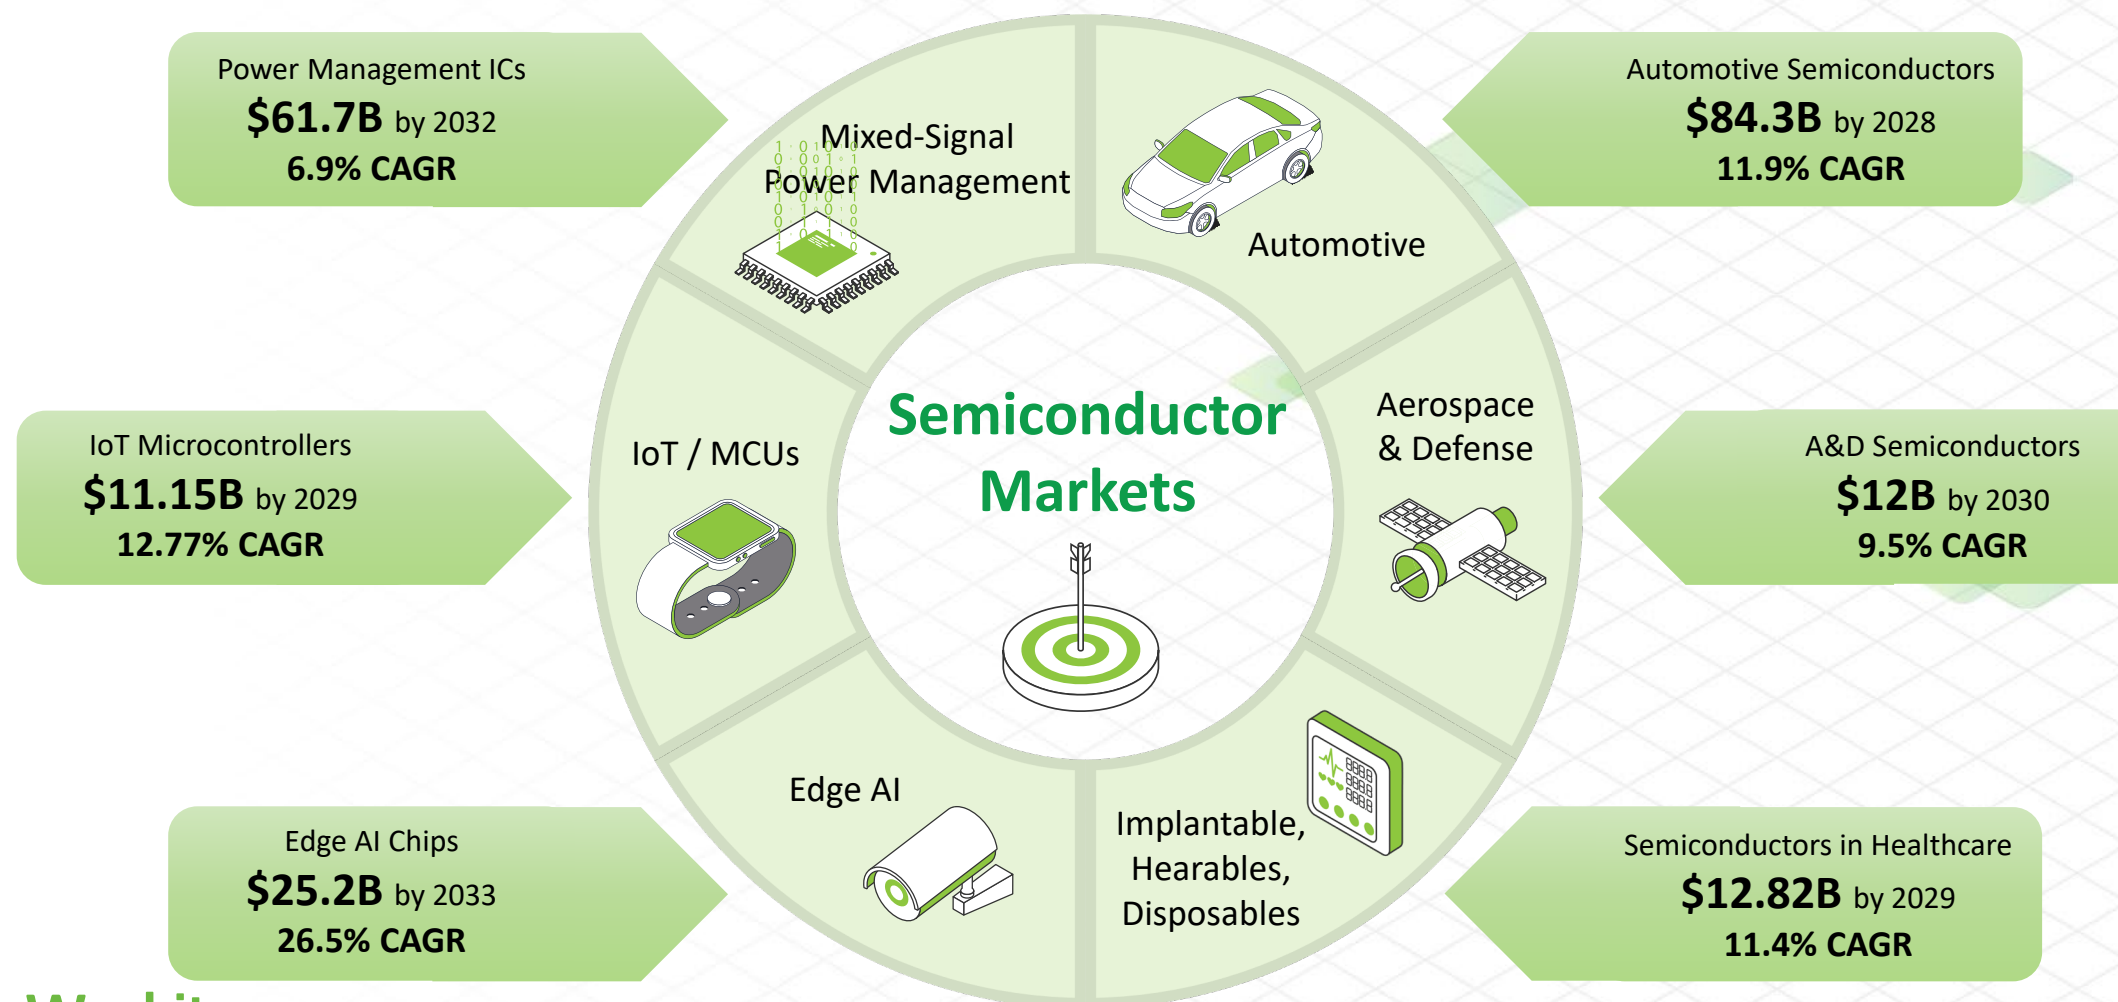 Power Management ICs
$61.7B by 2032
6.9% CAGR
Mixed-Signal
Power Management
Automotive
Automotive Semiconductors
$84.3B by 2028
11.9% CAGR
IoT Microcontrollers
$11.15B by 2029
12.77% CAGR
IoT / MCUs
Semiconductor
Markets
Aerospace
& Defense
A&D Semiconductors
$12B by 2030
9.5% CAGR
Edge AI Chips
$25.2B by 2033
26.5% CAGR
Edge AI
Implantable,
Hearables,
Disposables
Semiconductors in Healthcare
$12.82B by 2029
11.4% CAGR